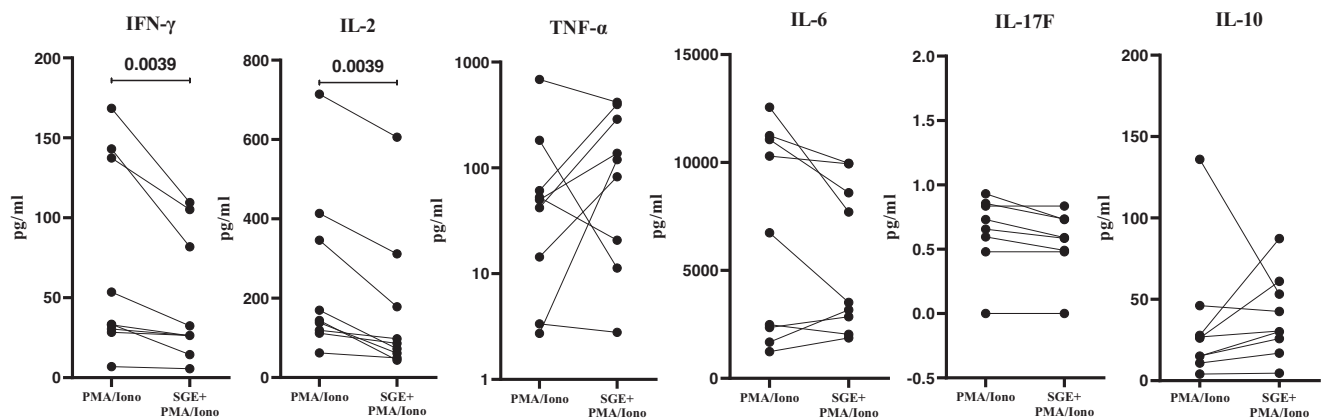 IFN-γ
0.0039
200
150
100
50
0
pg/ml
PMA/Iono
SGE+
PMA/Iono
IL-2
0.0039
800
600
400
200
0
pg/ml
PMA/Iono
SGE+
PMA/Iono
TNF-α
1000
100
10
1
pg/ml
PMA/Iono
SGE+
PMA/Iono
IL-6
15000
10000
5000
0
pg/ml
PMA/Iono
SGE+
PMA/Iono
IL-17F
2.0
1.5
1.0
0.5
0.0
-0.5
pg/ml
PMA/Iono
SGE+
PMA/Iono
IL-10
200
150
100
50
0
pg/ml
PMA/Iono
SGE+
PMA/Iono